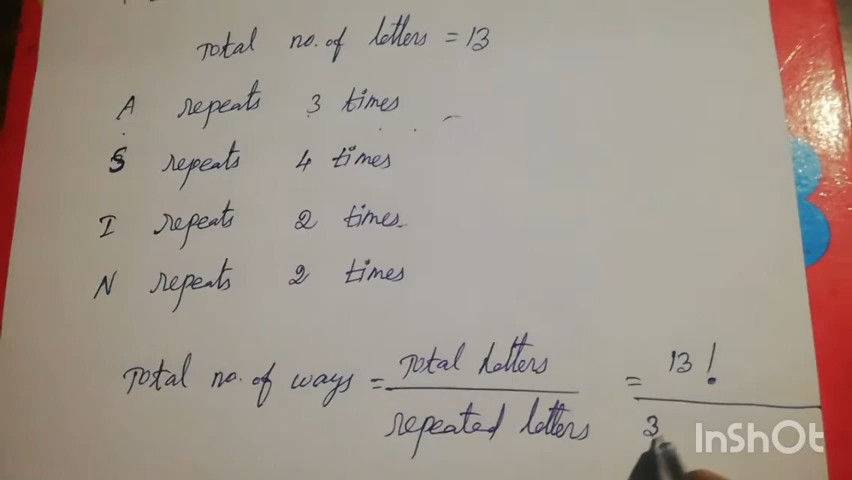 Total no. of letters = 13
A repeats 3 times
S repeats 4 times
I repeats 2 times
N repeats 2 times
Total no. of ways = Total letters / repeated letters = 13! / 3
InShOt